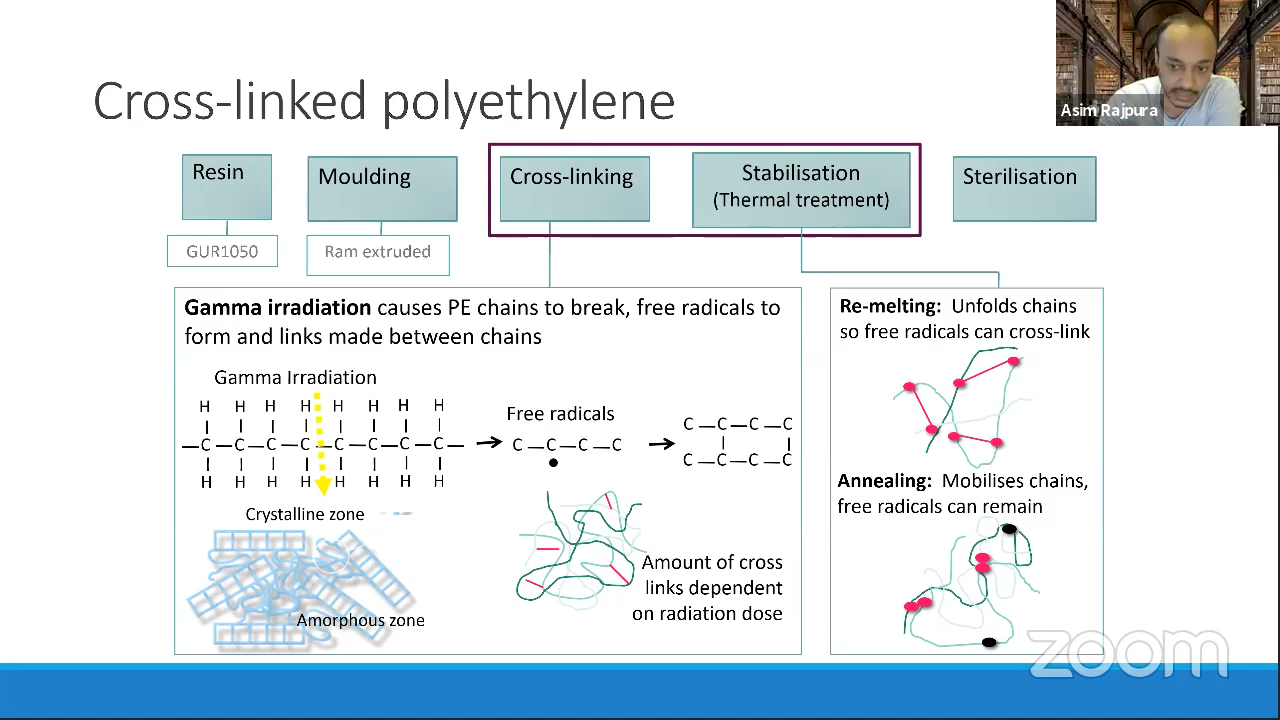 Cross-linked polyethylene
Asim Rajpura
Resin
Moulding
Cross-linking
Stabilisation
(Thermal treatment)
Sterilisation
GUR1050
Ram extruded
Gamma irradiation causes PE chains to break, free radicals to
form and links made between chains
Gamma Irradiation
H H H H H H H H
C C C C C C C C
H H H H H H H H
Free radicals
C C C C
C C C C
C C C C
Crystalline zone
Amorphous zone
Amount of cross
links dependent
on radiation dose
Re-melting: Unfolds chains
so free radicals can cross-link
Annealing: Mobilises chains,
free radicals can remain
zoom